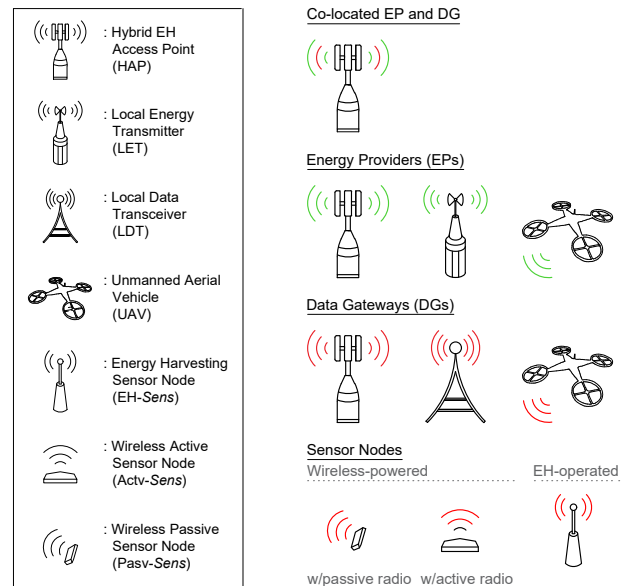 : Hybrid EH
Access Point
(HAP)
: Local Energy
Transmitter
(LET)
: Local Data
Transceiver
(LDT)
: Unmanned Aerial
Vehicle
(UAV)
: Energy Harvesting
Sensor Node
(EH-Sens)
: Wireless Active
Sensor Node
(Actv-Sens)
: Wireless Passive
Sensor Node
(Pasv-Sens)
Co-located EP and DG
Energy Providers (EPs)
Data Gateways (DGs)
Sensor Nodes
Wireless-powered EH-operated
w/passive radio w/active radio